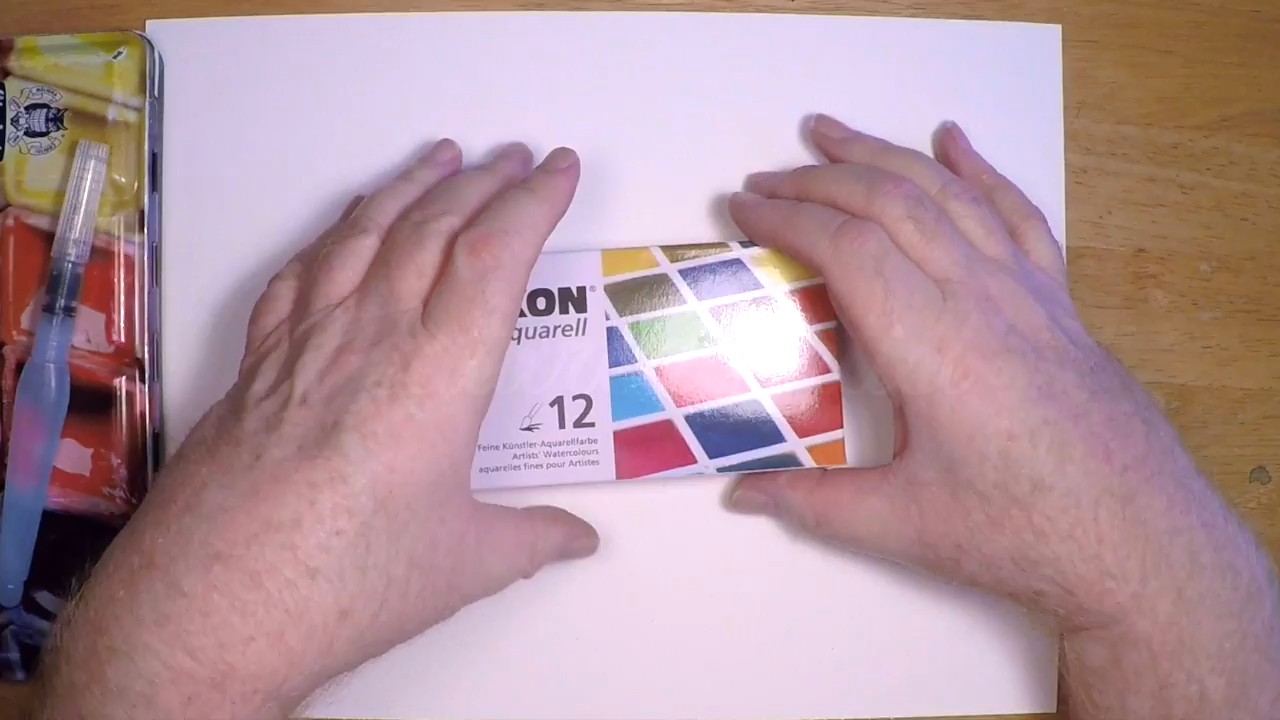 KON®
quarell
12
Feine Künstler-Aquarellfarbe
Artists' Watercolours
aquarelles fines pour Artistes